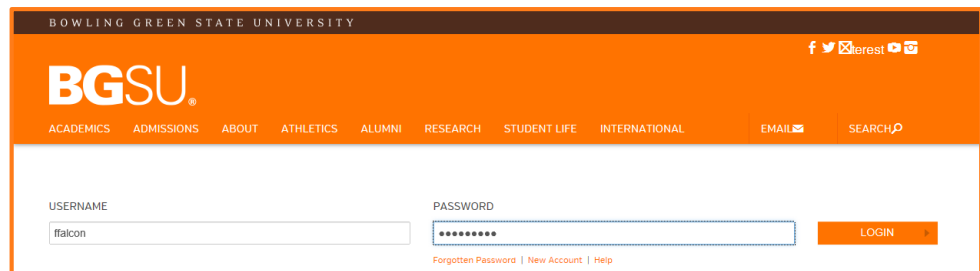 BOWLING GREEN STATE UNIVERSITY
terest
BGSU®
ACADEMICS ADMISSIONS ABOUT ATHLETICS ALUMNI RESEARCH STUDENT LIFE INTERNATIONAL EMAIL SEARCH
USERNAME PASSWORD
ffalcon ••••••••• LOGIN
Forgotten Password | New Account | Help